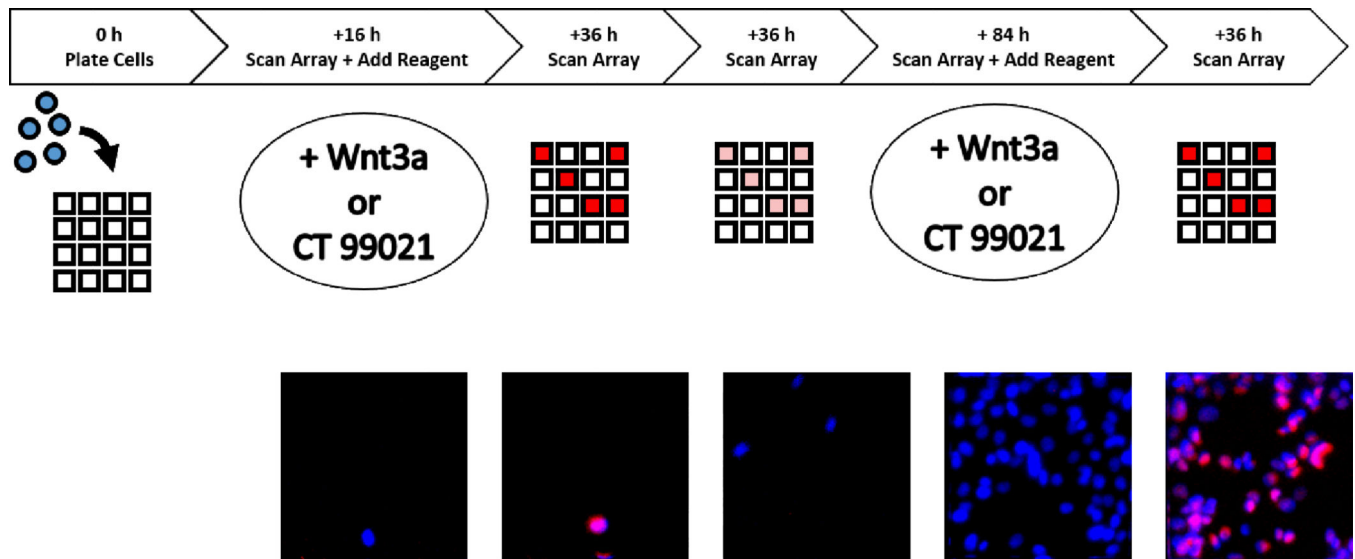 0 h
Plate Cells
+16 h
Scan Array + Add Reagent
+36 h
Scan Array
+36 h
Scan Array
+ 84 h
Scan Array + Add Reagent
+36 h
Scan Array
+ Wnt3a
or
CT 99021
+ Wnt3a
or
CT 99021